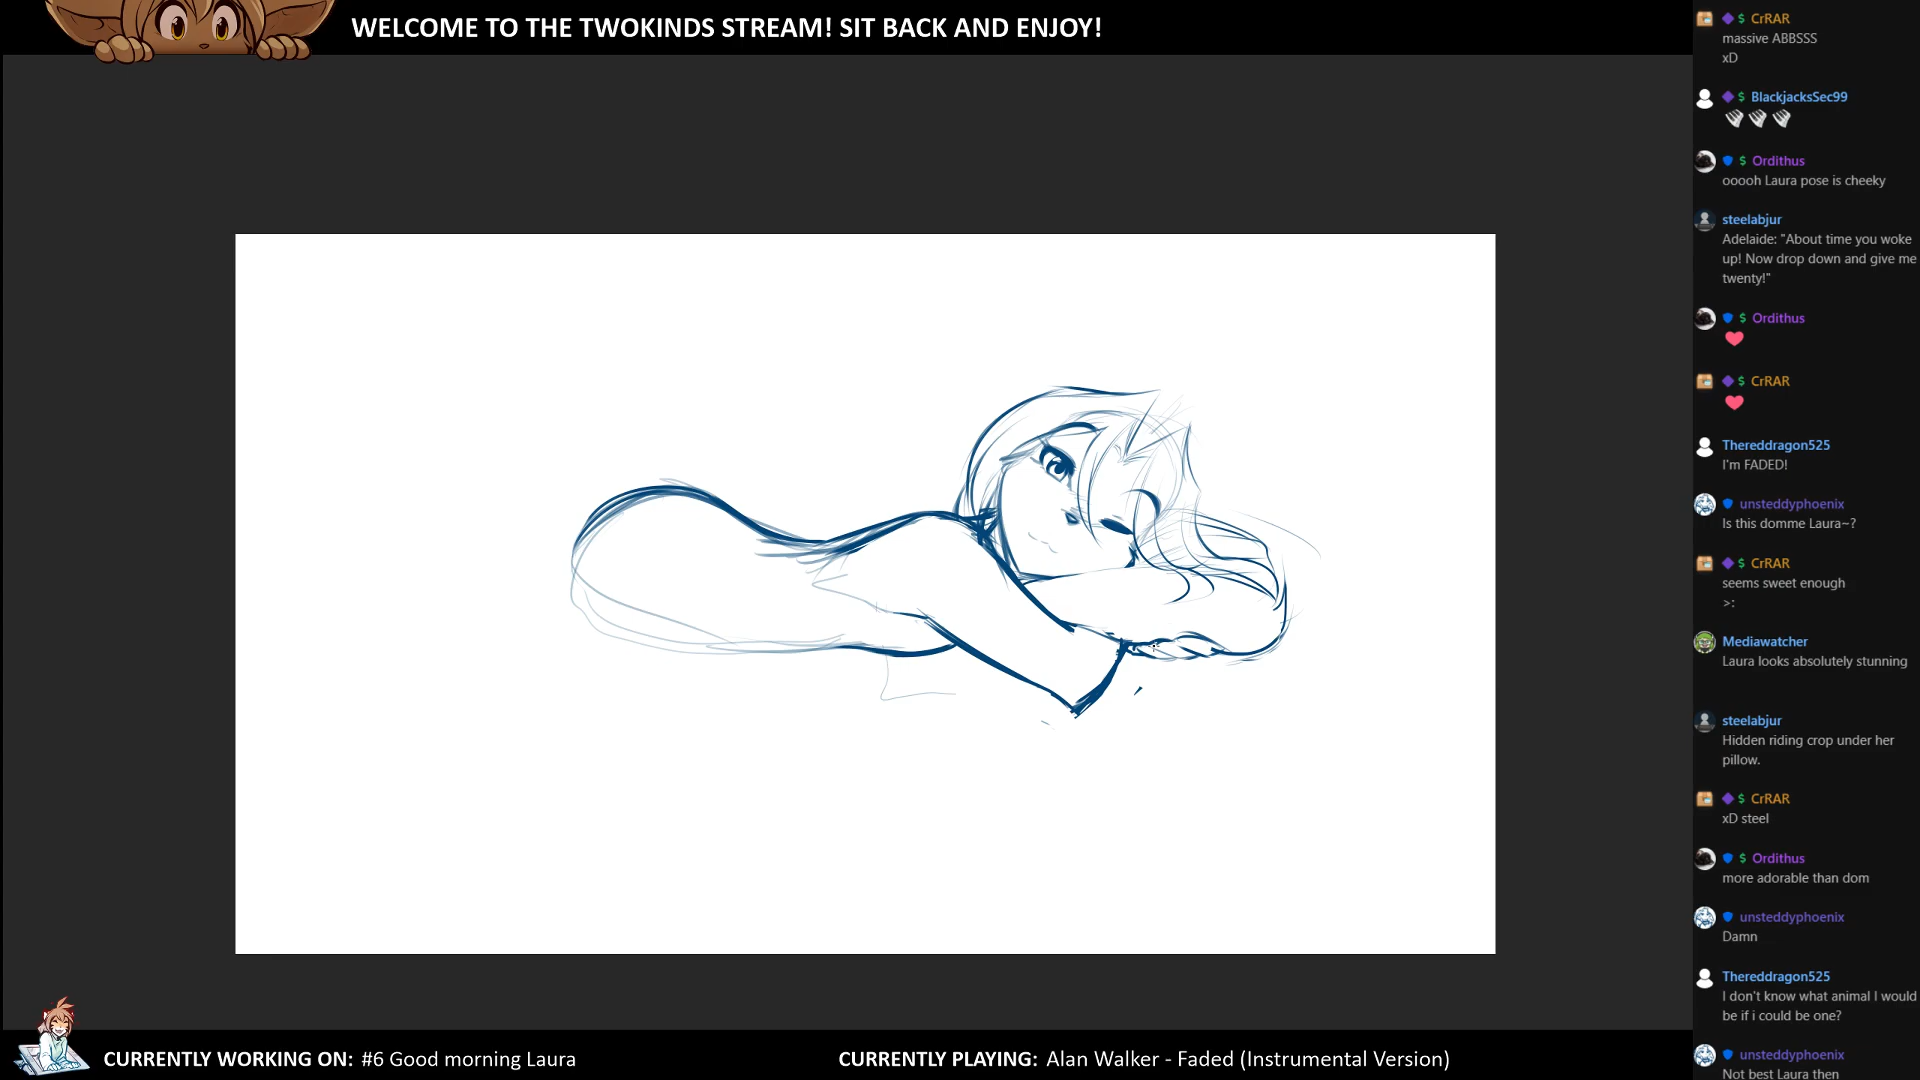 WELCOME TO THE TWOKINDS STREAM! SIT BACK AND ENJOY!
CrRAR
massive ABBSSS
xD
BlackjacksSec99
Ordithus
ooooh Laura pose is cheeky
steelabjur
Adelaide: "About time you woke
up! Now drop down and give me
twenty!"
Ordithus
CrRAR
Thereddragon525
I'm FADED!
unsteddyphoenix
Is this domme Laura~?
CrRAR
seems sweet enough
>:
Mediawatcher
Laura looks absolutely stunning
steelabjur
Hidden riding crop under her
pillow.
CrRAR
xD steel
Ordithus
more adorable than dom
unsteddyphoenix
Damn
Thereddragon525
I don't know what animal I would
be if i could be one?
unsteddyphoenix
Not best Laura then
CURRENTLY WORKING ON: #6 Good morning Laura
CURRENTLY PLAYING: Alan Walker - Faded (Instrumental Version)